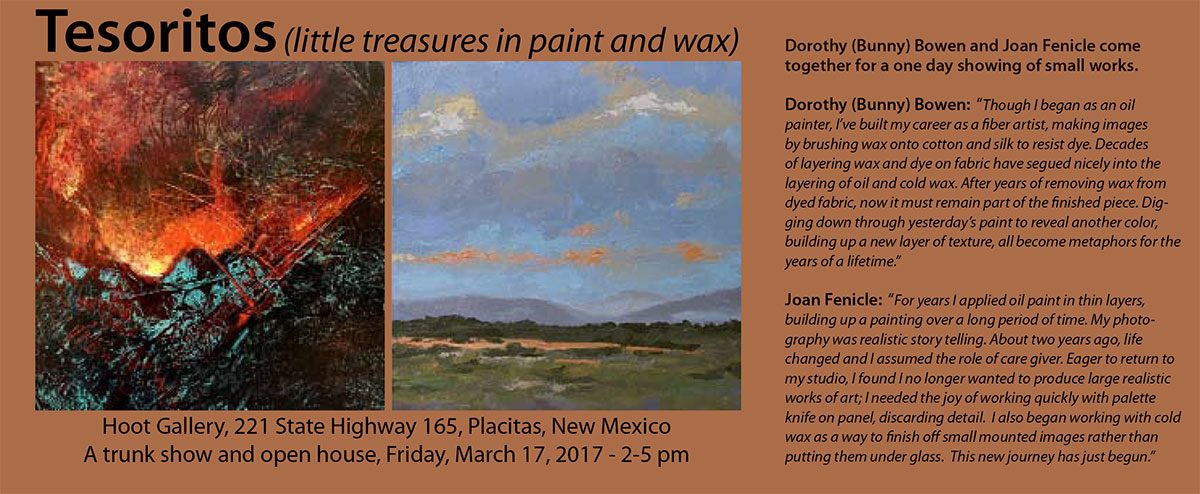 Tesoritos (little treasures in paint and wax)
Hoot Gallery, 221 State Highway 165, Placitas, New Mexico
A trunk show and open house, Friday, March 17, 2017 - 2-5 pm
Dorothy (Bunny) Bowen and Joan Fenicle come
together for a one day showing of small works.
Dorothy (Bunny) Bowen: "Though I began as an oil
painter, I've built my career as a fiber artist, making images
by brushing wax onto cotton and silk to resist dye. Decades
of layering wax and dye on fabric have segued nicely into the
layering of oil and cold wax. After years of removing wax from
dyed fabric, now it must remain part of the finished piece. Dig-
ging down through yesterday's paint to reveal another color,
building up a new layer of texture, all become metaphors for the
years of a lifetime."
Joan Fenicle: "For years I applied oil paint in thin layers,
building up a painting over a long period of time. My photo-
graphy was realistic story telling. About two years ago, life
changed and I assumed the role of care giver. Eager to return to
my studio, I found I no longer wanted to produce large realistic
works of art; I needed the joy of working quickly with palette
knife on panel, discarding detail. I also began working with cold
wax as a way to finish off small mounted images rather than
putting them under glass. This new journey has just begun."